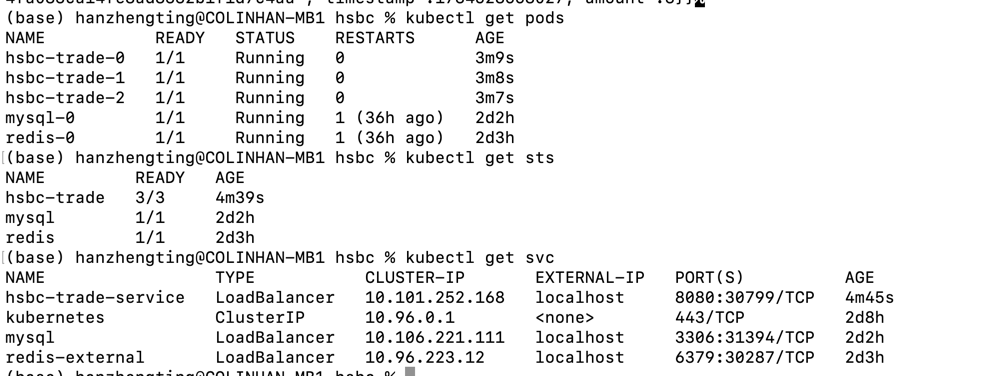 (base) hanzhengting@COLINHAN-MB1 hsbc % kubectl get pods
NAME READY STATUS RESTARTS AGE
hsbc-trade-0 1/1 Running 0 3m9s
hsbc-trade-1 1/1 Running 0 3m8s
hsbc-trade-2 1/1 Running 0 3m7s
mysql-0 1/1 Running 1 (36h ago) 2d2h
redis-0 1/1 Running 1 (36h ago) 2d3h
(base) hanzhengting@COLINHAN-MB1 hsbc % kubectl get sts
NAME READY AGE
hsbc-trade 3/3 4m39s
mysql 1/1 2d2h
redis 1/1 2d3h
(base) hanzhengting@COLINHAN-MB1 hsbc % kubectl get svc
NAME TYPE CLUSTER-IP EXTERNAL-IP PORT(S) AGE
hsbc-trade-service LoadBalancer 10.101.252.168 localhost 8080:30799/TCP 4m45s
kubernetes ClusterIP 10.96.0.1 <none> 443/TCP 2d8h
mysql LoadBalancer 10.106.221.111 localhost 3306:31394/TCP 2d2h
redis-external LoadBalancer 10.96.223.12 localhost 6379:30287/TCP 2d3h
(base) hanzhengting@COLINHAN-MB1 hsbc %